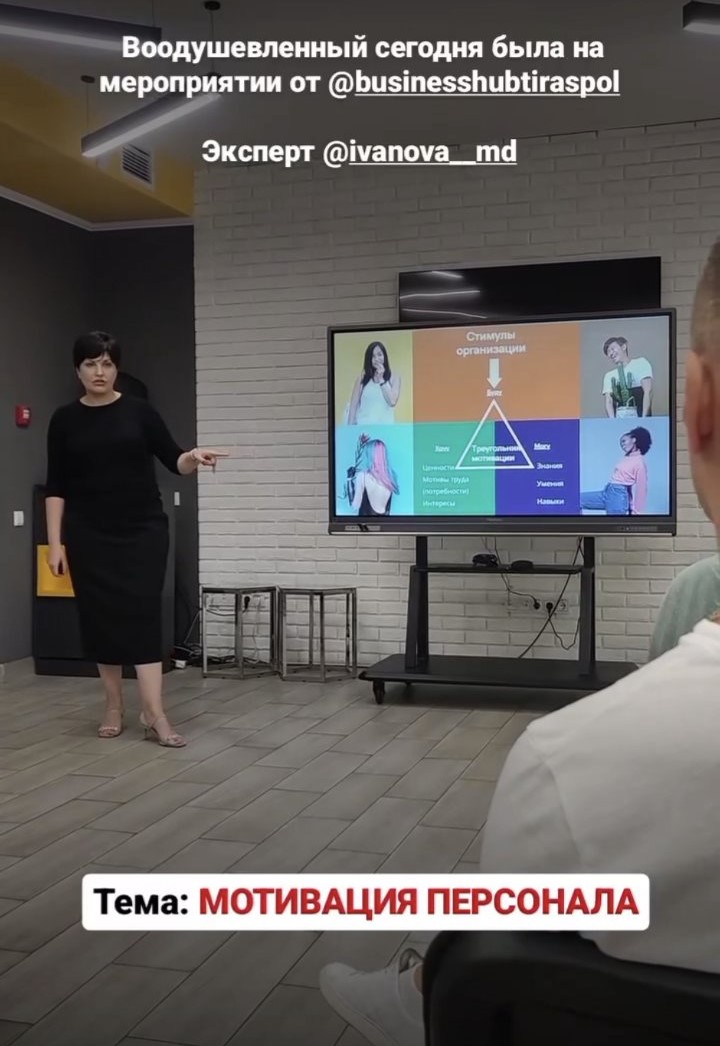 Воодушевленный сегодня была на
мероприятии от @businesshubtiraspol
Эксперт @ivanova__md
Стимулы
организации
Треугольник
мотивации
Ценности
Мотивы труда
(потребности)
Интересы
Могу
Знания
Умения
Навыки
Тема: МОТИВАЦИЯ ПЕРСОНАЛА